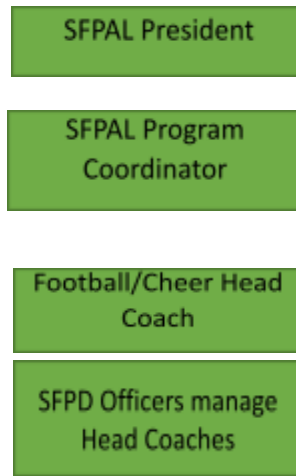 SFPAL President
SFPAL Program
Coordinator
Football/Cheer Head
Coach
SFPD Officers manage
Head Coaches